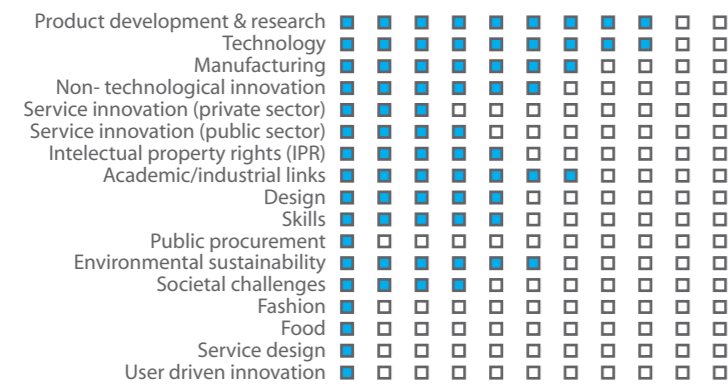 Product development & research
Technology
Manufacturing
Non- technological innovation
Service innovation (private sector)
Service innovation (public sector)
Intelectual property rights (IPR)
Academic/industrial links
Design
Skills
Public procurement
Environmental sustainability
Societal challenges
Fashion
Food
Service design
User driven innovation